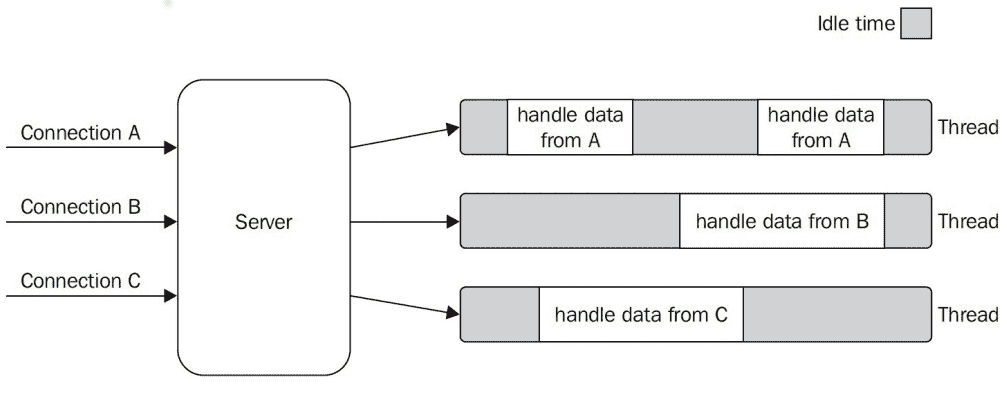 Idle time
Connection A
handle data
from A
handle data
from A
Thread
Connection B
Server
handle data from B
Thread
Connection C
handle data from C
Thread